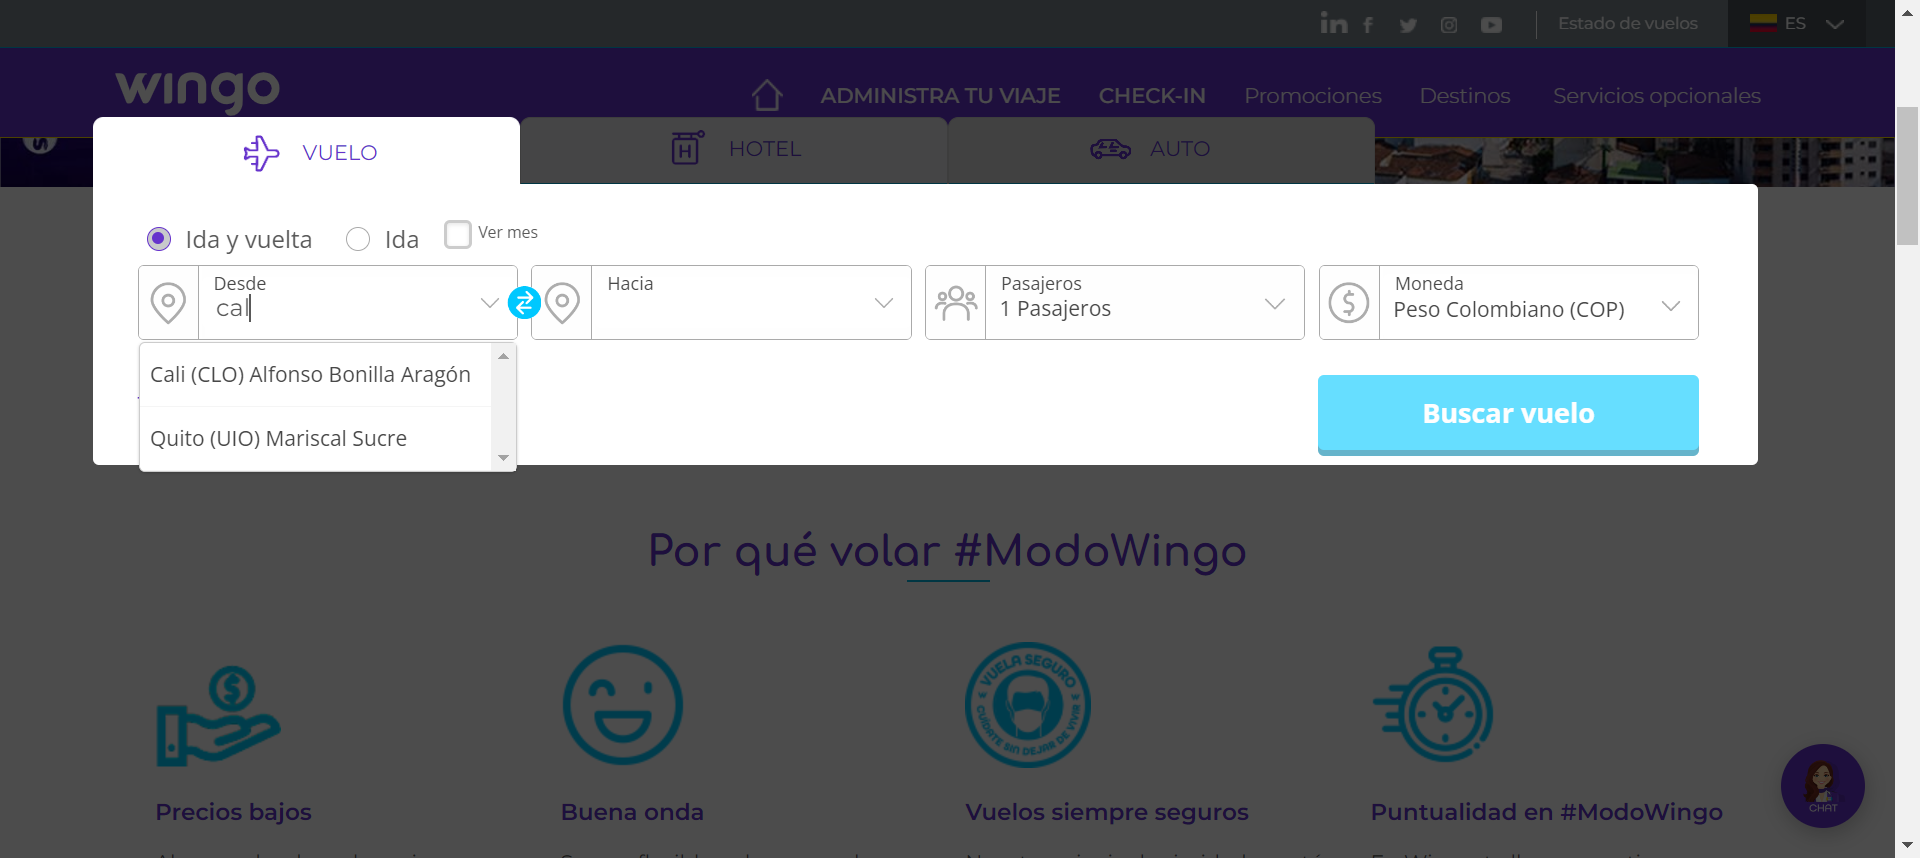 Estado de vuelos
ES
wingo
ADMINISTRA TU VIAJE
CHECK-IN
Promociones
Destinos
Servicios opcionales
VUELO
HOTEL
AUTO
Ida y vuelta
Ida
Ver mes
Desde
cal
Hacia
Pasajeros
1 Pasajeros
Moneda
Peso Colombiano (COP)
Cali (CLO) Alfonso Bonilla Aragón
Quito (UIO) Mariscal Sucre
Buscar vuelo
Por qué volar #ModoWingo
VUELA SEGURO
CUÍDATE SIN DEJAR DE VIVIR
Precios bajos
Buena onda
Vuelos siempre seguros
Puntualidad en #ModoWingo
CHAT